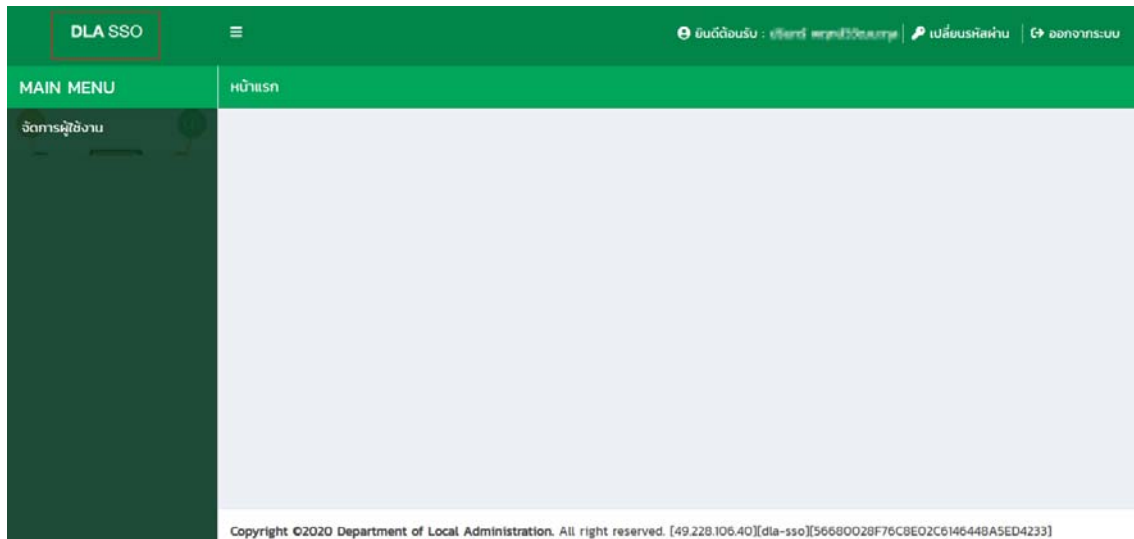 DLA SSO
ยินดีต้อนรับ : เปลี่ยนรหัสผ่าน ออกจากระบบ
MAIN MENU
หน้าแรก
จัดการผู้ใช้งาน
Copyright ©2020 Department of Local Administration. All right reserved. [49.228.106.40][dla-sso][56680028F76C8E02C6146448A5ED4233]